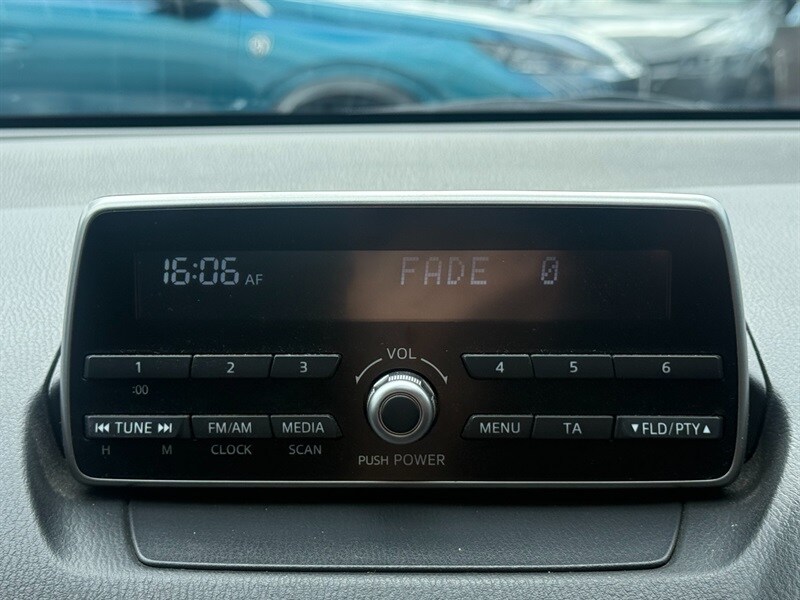 16:06 AF FADE 0
VOL
1 2 3 4 5 6
:00
⏮ TUNE ⏭ FM/AM MEDIA MENU TA ▼FLD/PTY▲
H M CLOCK SCAN
PUSH POWER